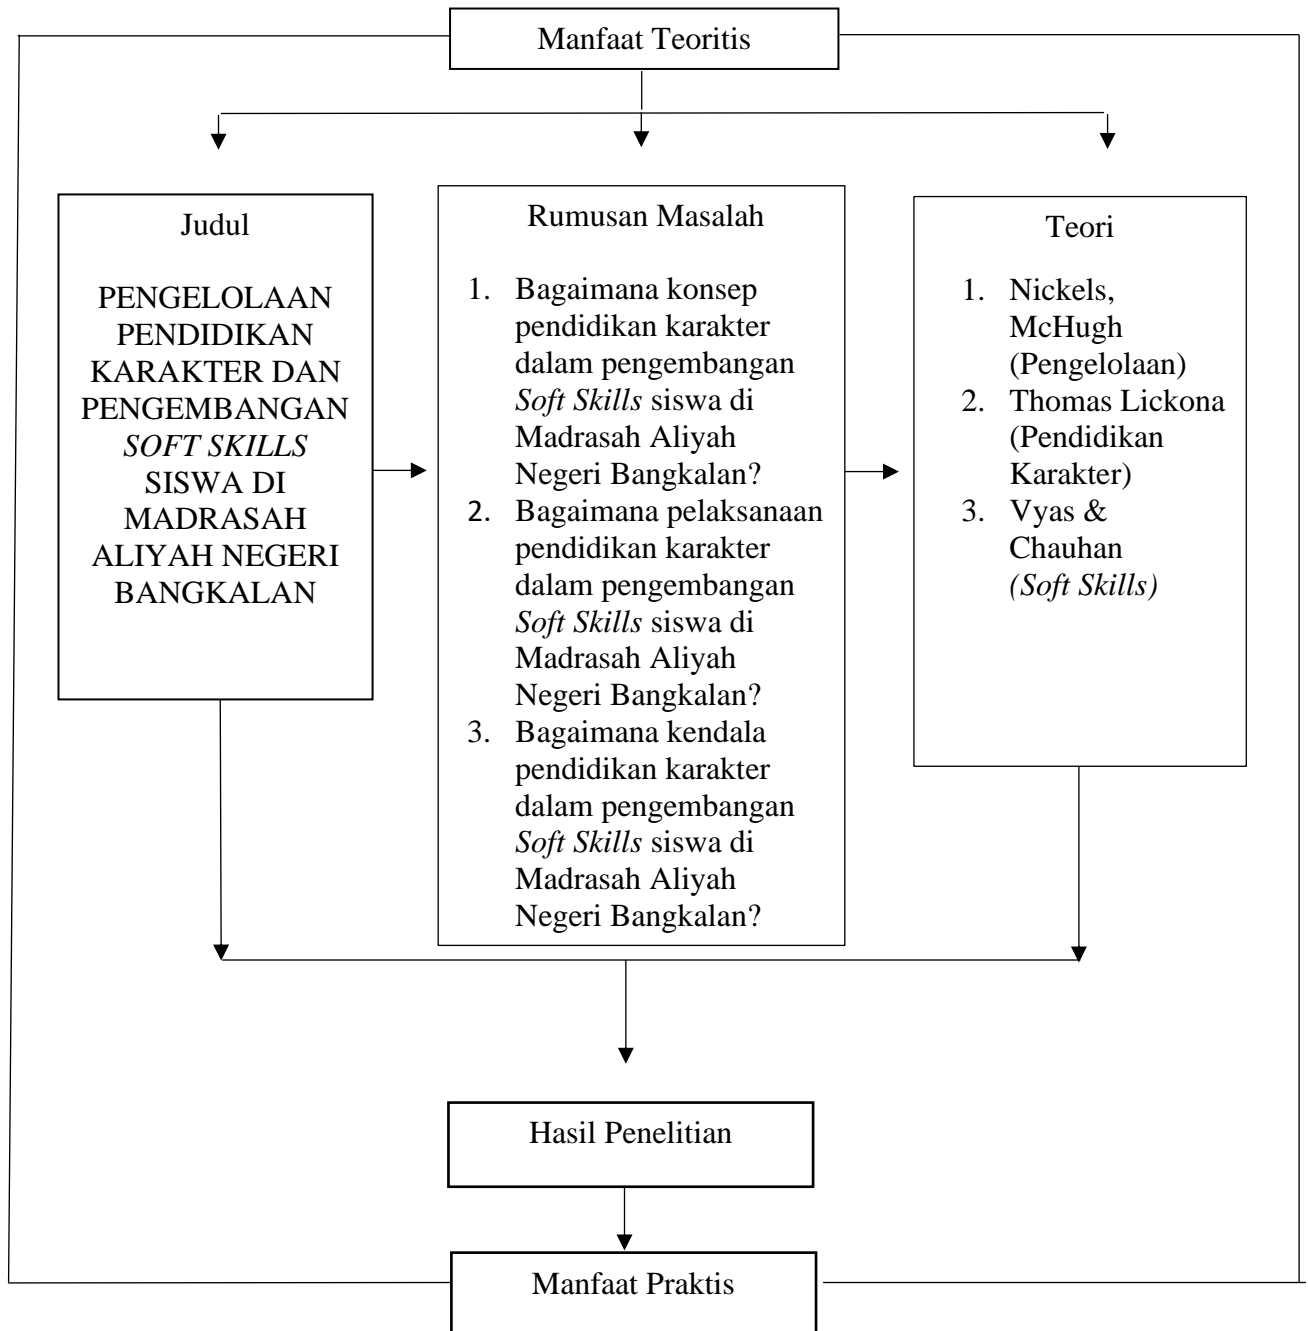 Manfaat Teoritis
Judul
PENGELOLAAN
PENDIDIKAN
KARAKTER DAN
PENGEMBANGAN
SOFT SKILLS
SISWA DI
MADRASAH
ALIYAH NEGERI
BANGKALAN
Rumusan Masalah
1. Bagaimana konsep
pendidikan karakter
dalam pengembangan
Soft Skills siswa di
Madrasah Aliyah
Negeri Bangkalan?
2. Bagaimana pelaksanaan
pendidikan karakter
dalam pengembangan
Soft Skills siswa di
Madrasah Aliyah
Negeri Bangkalan?
3. Bagaimana kendala
pendidikan karakter
dalam pengembangan
Soft Skills siswa di
Madrasah Aliyah
Negeri Bangkalan?
Teori
1. Nickels,
McHugh
(Pengelolaan)
2. Thomas Lickona
(Pendidikan
Karakter)
3. Vyas &
Chauhan
(Soft Skills)
Hasil Penelitian
Manfaat Praktis